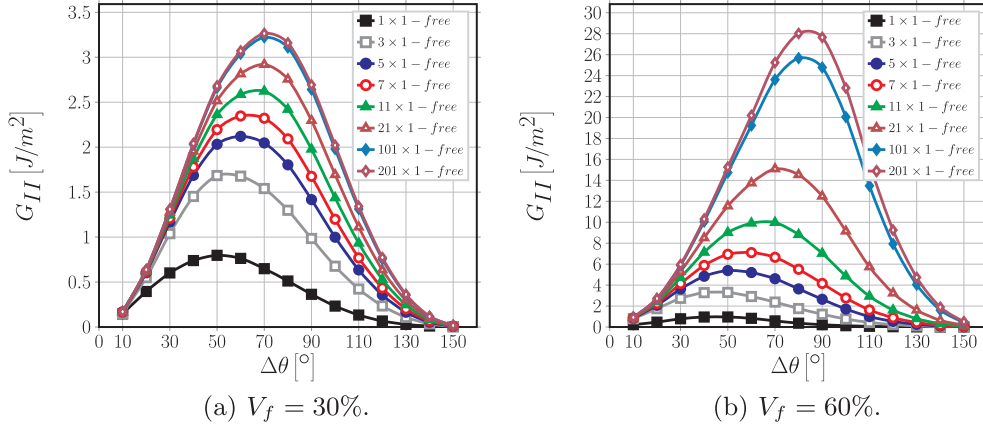 3.5
3
2.5
2
1.5
1
0.5
0
G_{II} [J/m^2]
0 10 30 50 70 90 110 130 150
Δθ [°]
1 × 1 − free
3 × 1 − free
5 × 1 − free
7 × 1 − free
11 × 1 − free
21 × 1 − free
101 × 1 − free
201 × 1 − free
(a) V_f = 30%.
30
28
26
24
22
20
18
16
14
12
10
8
6
4
2
0
G_{II} [J/m^2]
0 10 30 50 70 90 110 130 150
Δθ [°]
1 × 1 − free
3 × 1 − free
5 × 1 − free
7 × 1 − free
11 × 1 − free
21 × 1 − free
101 × 1 − free
201 × 1 − free
(b) V_f = 60%.